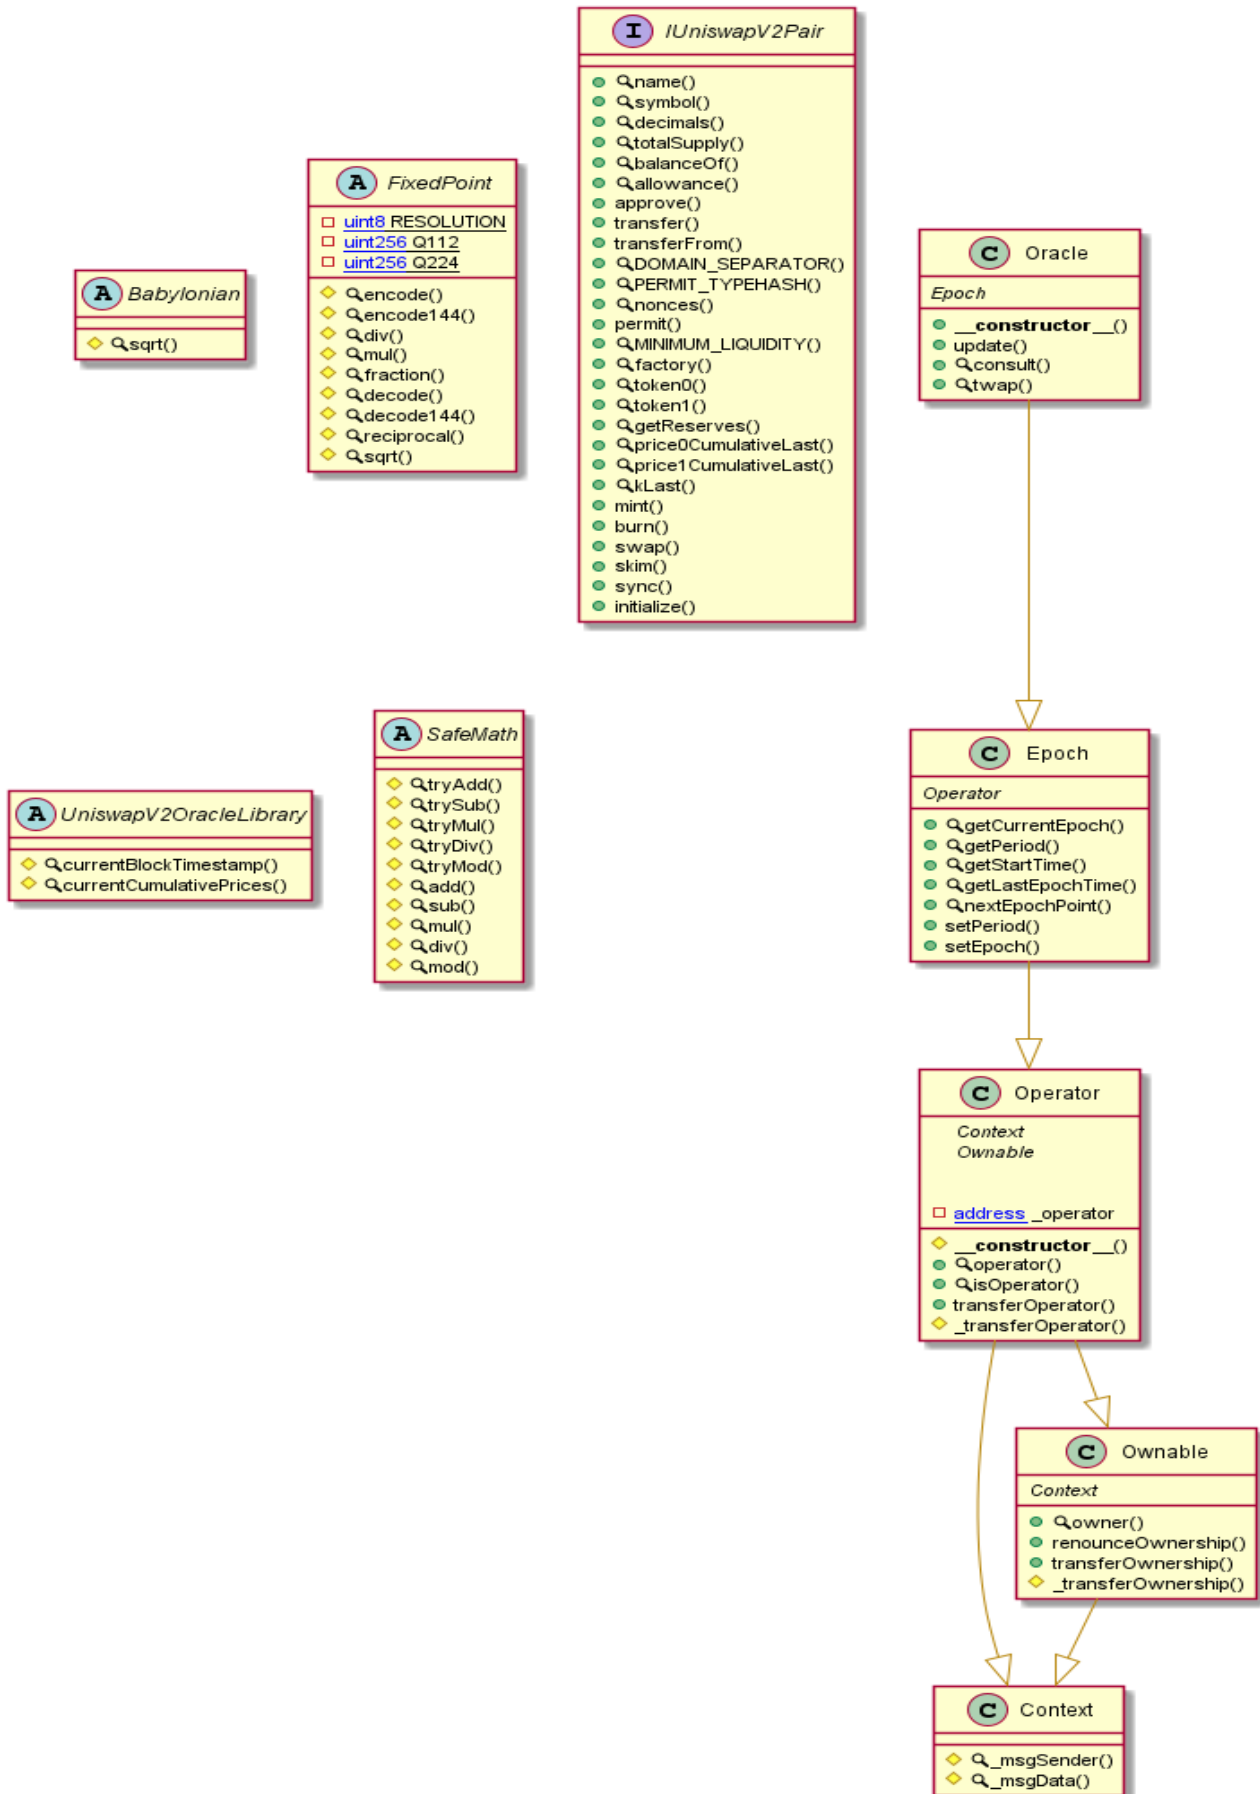 I IUniswapV2Pair
name()
symbol()
decimals()
totalSupply()
balanceOf()
allowance()
approve()
transfer()
transferFrom()
DOMAIN_SEPARATOR()
PERMIT_TYPEHASH()
nonces()
permit()
MINIMUM_LIQUIDITY()
factory()
token0()
token1()
getReserves()
price0CumulativeLast()
price1CumulativeLast()
kLast()
mint()
burn()
swap()
skim()
sync()
initialize()
A FixedPoint
uint8 RESOLUTION
uint256 Q112
uint256 Q224
encode()
encode144()
div()
mul()
fraction()
decode()
decode144()
reciprocal()
sqrt()
A Babylonian
sqrt()
C Oracle
Epoch
__constructor__()
update()
consult()
twap()
A UniswapV2OracleLibrary
currentBlockTimestamp()
currentCumulativePrices()
A SafeMath
tryAdd()
trySub()
tryMul()
tryDiv()
tryMod()
add()
sub()
mul()
div()
mod()
C Epoch
Operator
getCurrentEpoch()
getPeriod()
getStartTime()
getLastEpochTime()
nextEpochPoint()
setPeriod()
setEpoch()
C Operator
Context
Ownable
address _operator
__constructor__()
operator()
isOperator()
transferOperator()
_transferOperator()
C Ownable
Context
owner()
renounceOwnership()
transferOwnership()
_transferOwnership()
C Context
_msgSender()
_msgData()